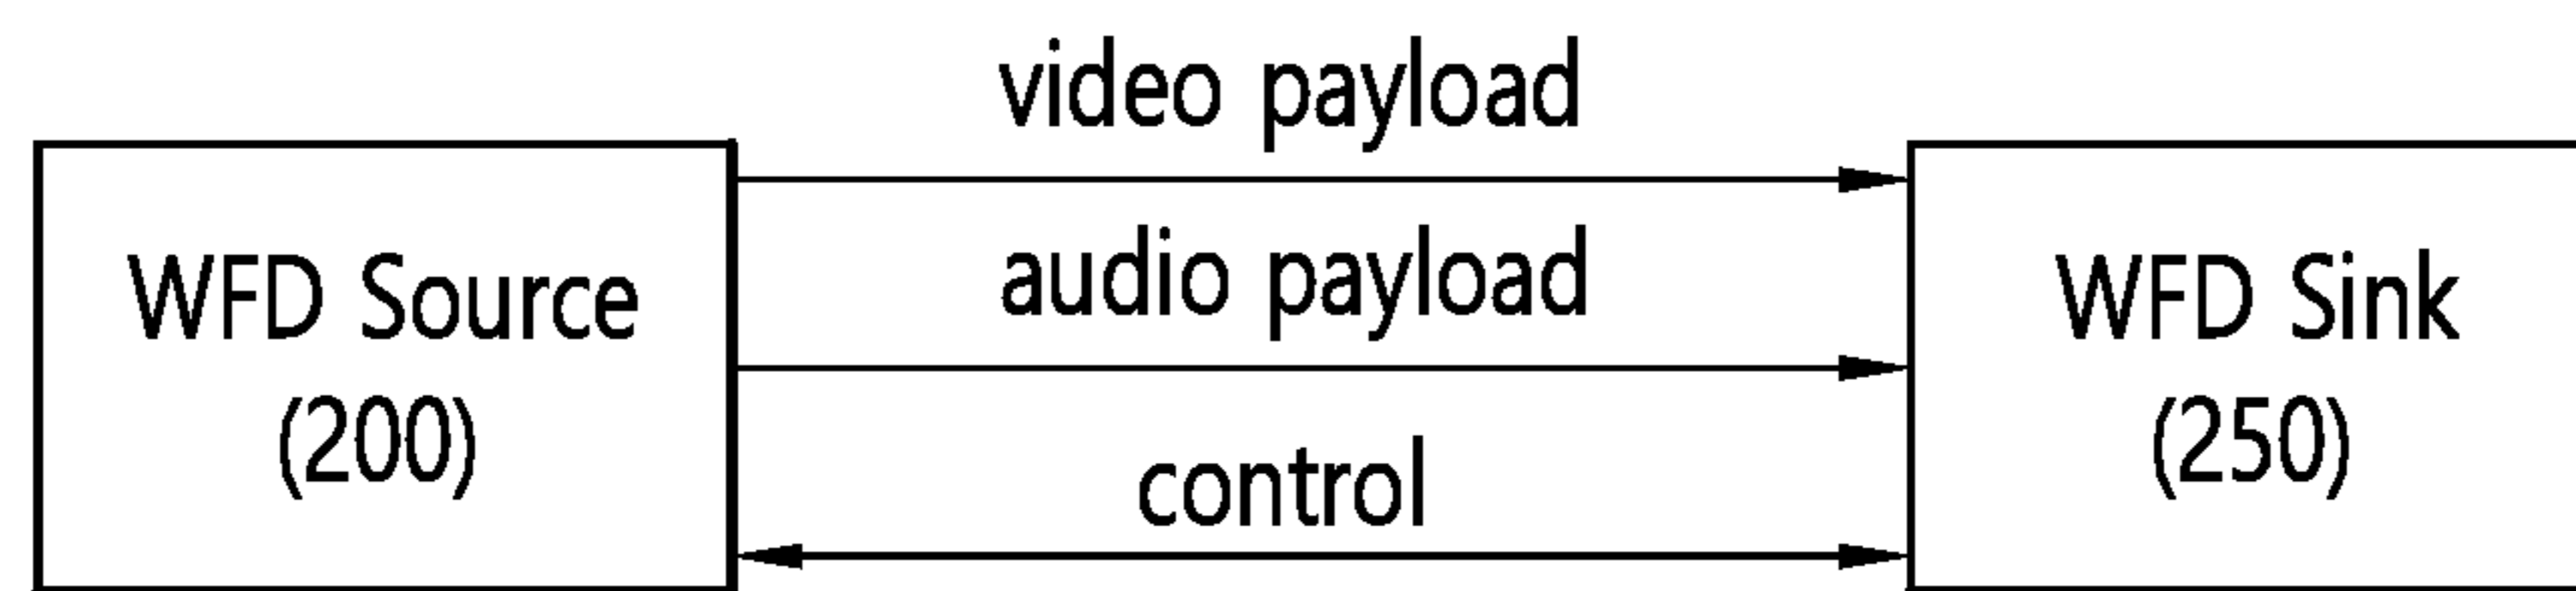 video payload
WFD Source
(200)
audio payload
control
WFD Sink
(250)